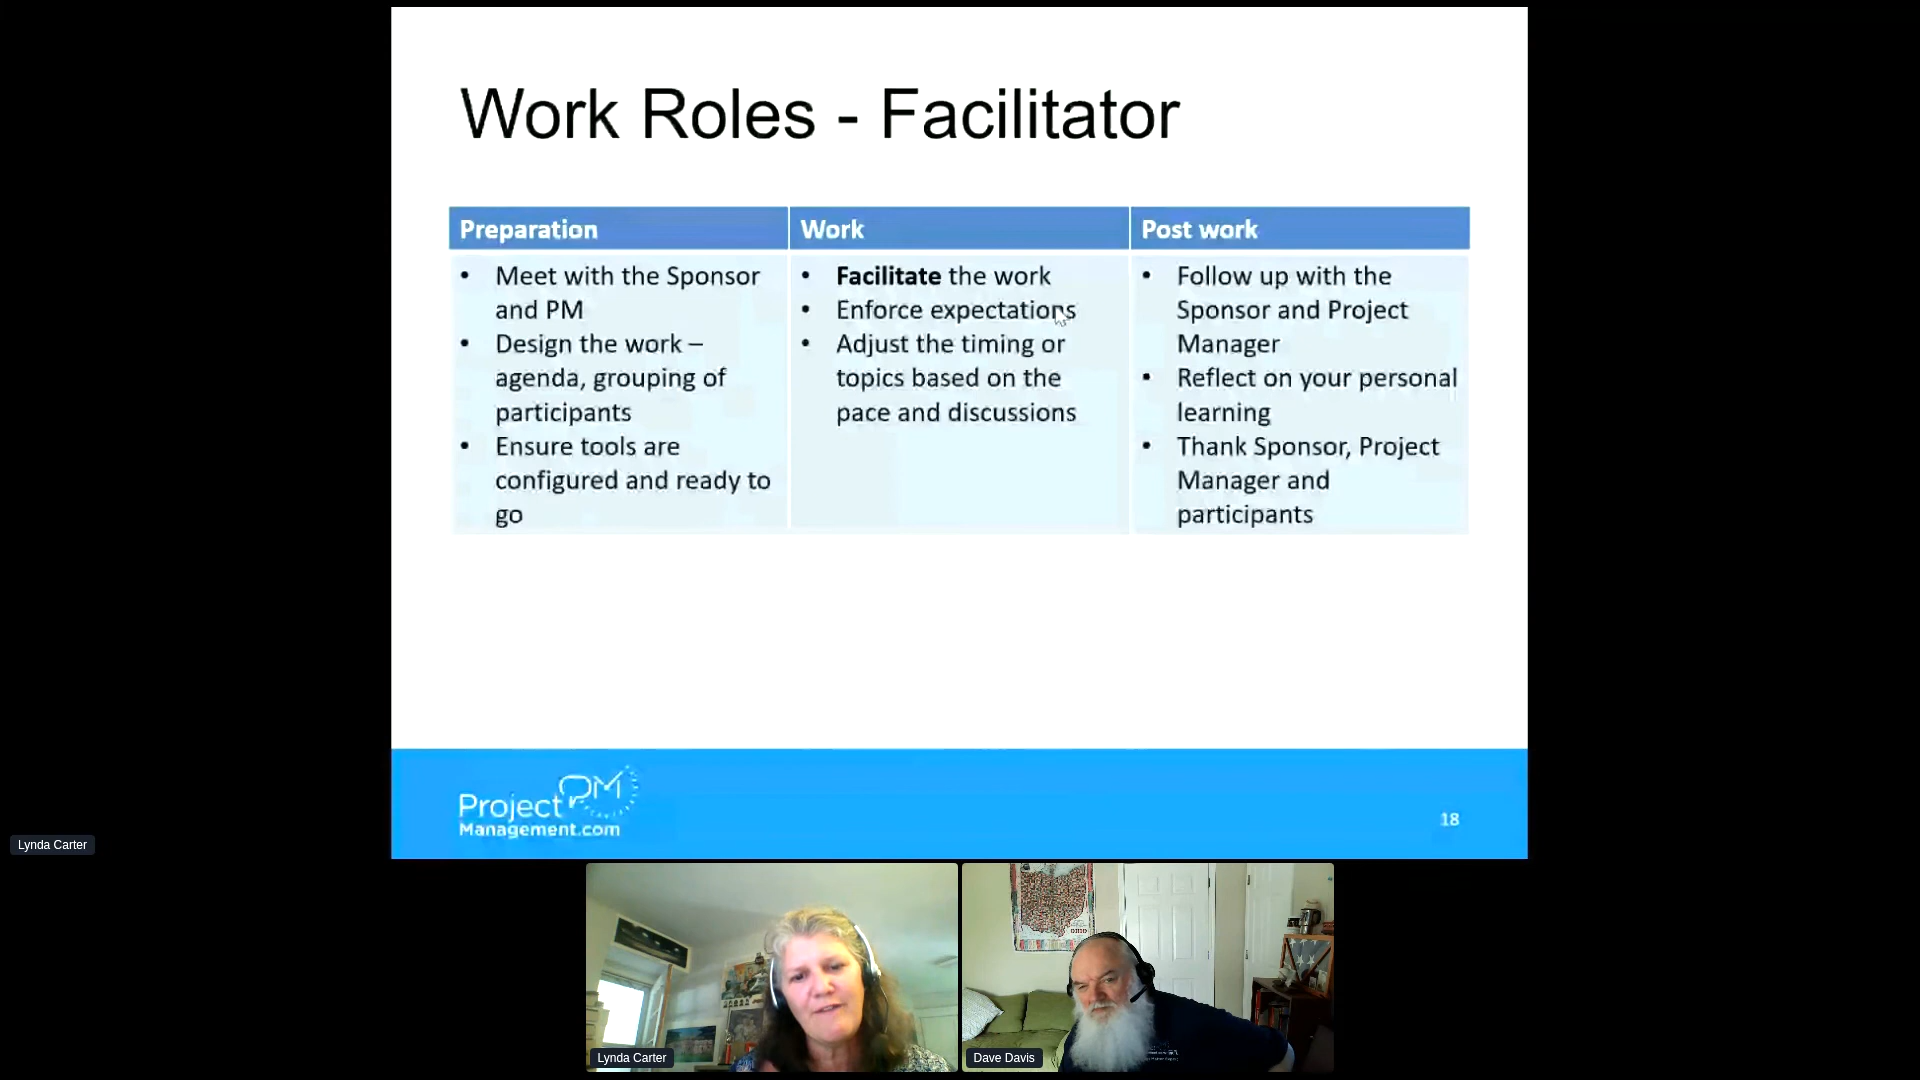 Work Roles - Facilitator
Preparation
• Meet with the Sponsor
and PM
• Design the work –
agenda, grouping of
participants
• Ensure tools are
configured and ready to
go
Work
• Facilitate the work
• Enforce expectations
• Adjust the timing or
topics based on the
pace and discussions
Post work
• Follow up with the
Sponsor and Project
Manager
• Reflect on your personal
learning
• Thank Sponsor, Project
Manager and
participants
Project PM
Management.com
18
Lynda Carter
Lynda Carter
OHIO
Dave Davis